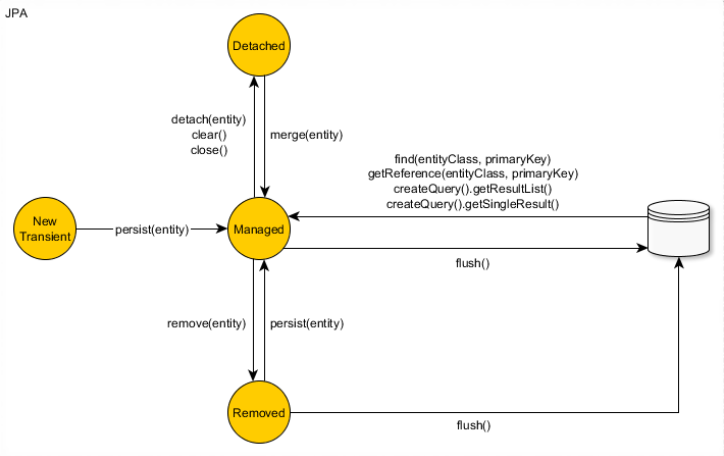 JPA
Detached
detach(entity)
clear()
close()
merge(entity)
find(entityClass, primaryKey)
getReference(entityClass, primaryKey)
createQuery().getResultList()
createQuery().getSingleResult()
New
Transient
persist(entity)
Managed
flush()
remove(entity)
persist(entity)
Removed
flush()